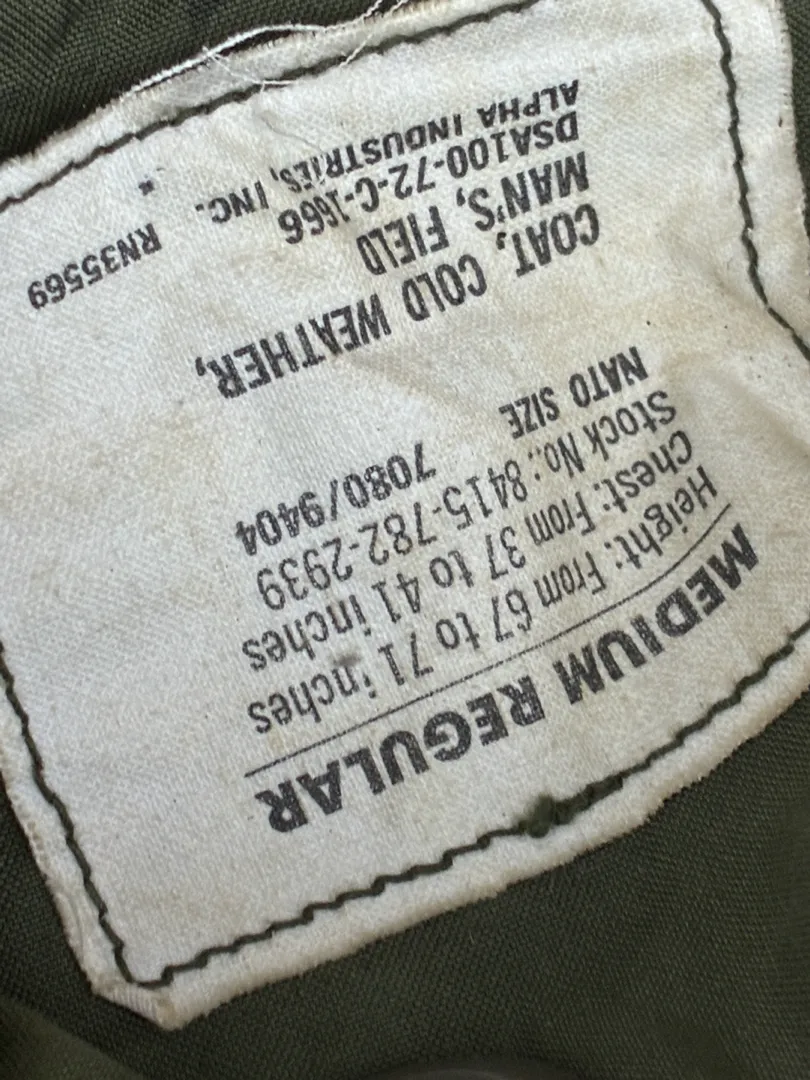 MEDIUM REGULAR
Height: From 67 to 71 inches
Chest: From 37 to 41 inches
Stock No.: 8415-782-2939
NATO SIZE 7080/9404
COAT, COLD WEATHER,
MAN'S, FIELD
DSA100-72-C-1666
ALPHA INDUSTRIES, INC. RN35569